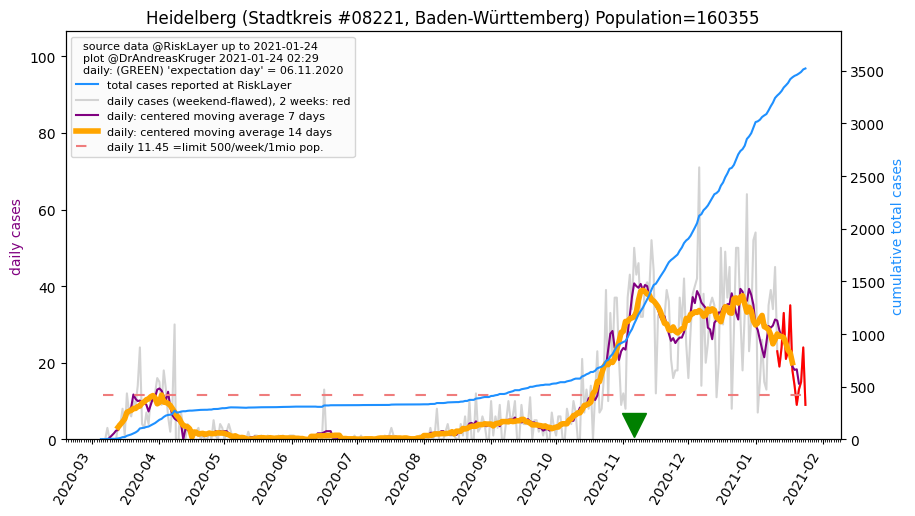 Heidelberg (Stadtkreis #08221, Baden-Württemberg) Population=160355
source data @RiskLayer up to 2021-01-24
plot @DrAndreasKruger 2021-01-24 02:29
daily: (GREEN) 'expectation day' = 06.11.2020
total cases reported at RiskLayer
daily cases (weekend-flawed), 2 weeks: red
daily: centered moving average 7 days
daily: centered moving average 14 days
daily 11.45 =limit 500/week/1mio pop.
daily cases
100
80
60
40
20
0
cumulative total cases
3500
3000
2500
2000
1500
1000
500
0
2020-03
2020-04
2020-05
2020-06
2020-07
2020-08
2020-09
2020-10
2020-11
2020-12
2021-01
2021-02